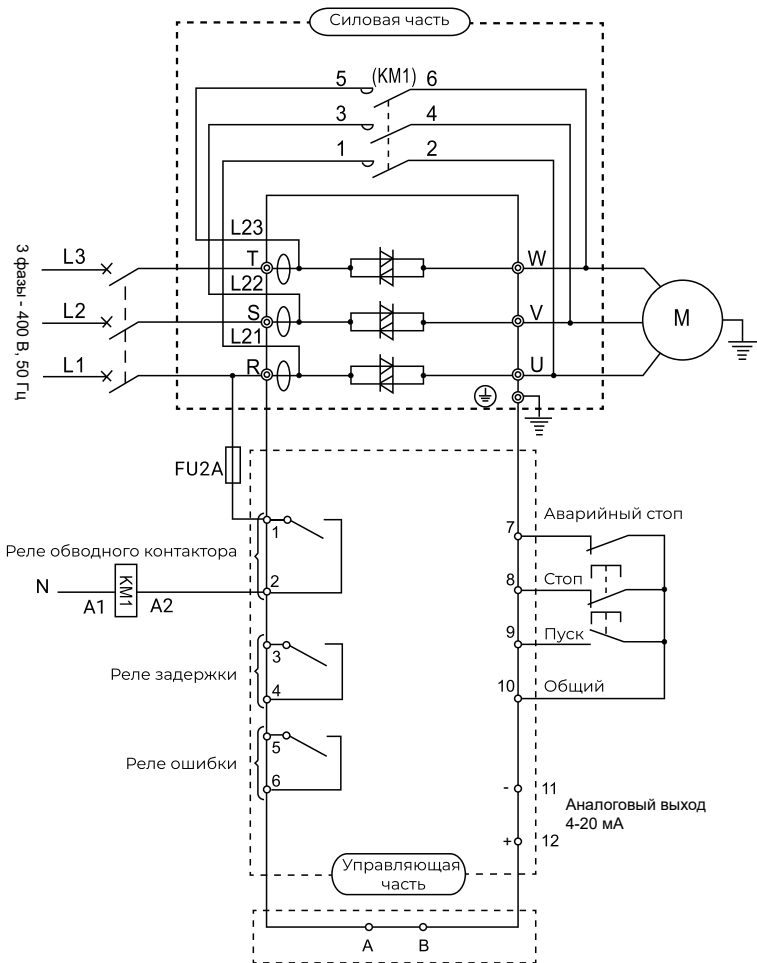 Силовая часть
5 (KM1) 6
3 4
1 2
L23
T
W
L22
S
V
L21
R
U
3 фазы - 400 В, 50 Гц
L3
L2
L1
M
FU2A
Реле обводного контактора
1
2
N
A1
KM1
A2
Реле задержки
3
4
Реле ошибки
5
6
7
Аварийный стоп
8
Стоп
9
Пуск
10
Общий
- 11
Аналоговый выход
4-20 мА
+ 12
Управляющая
часть
A B